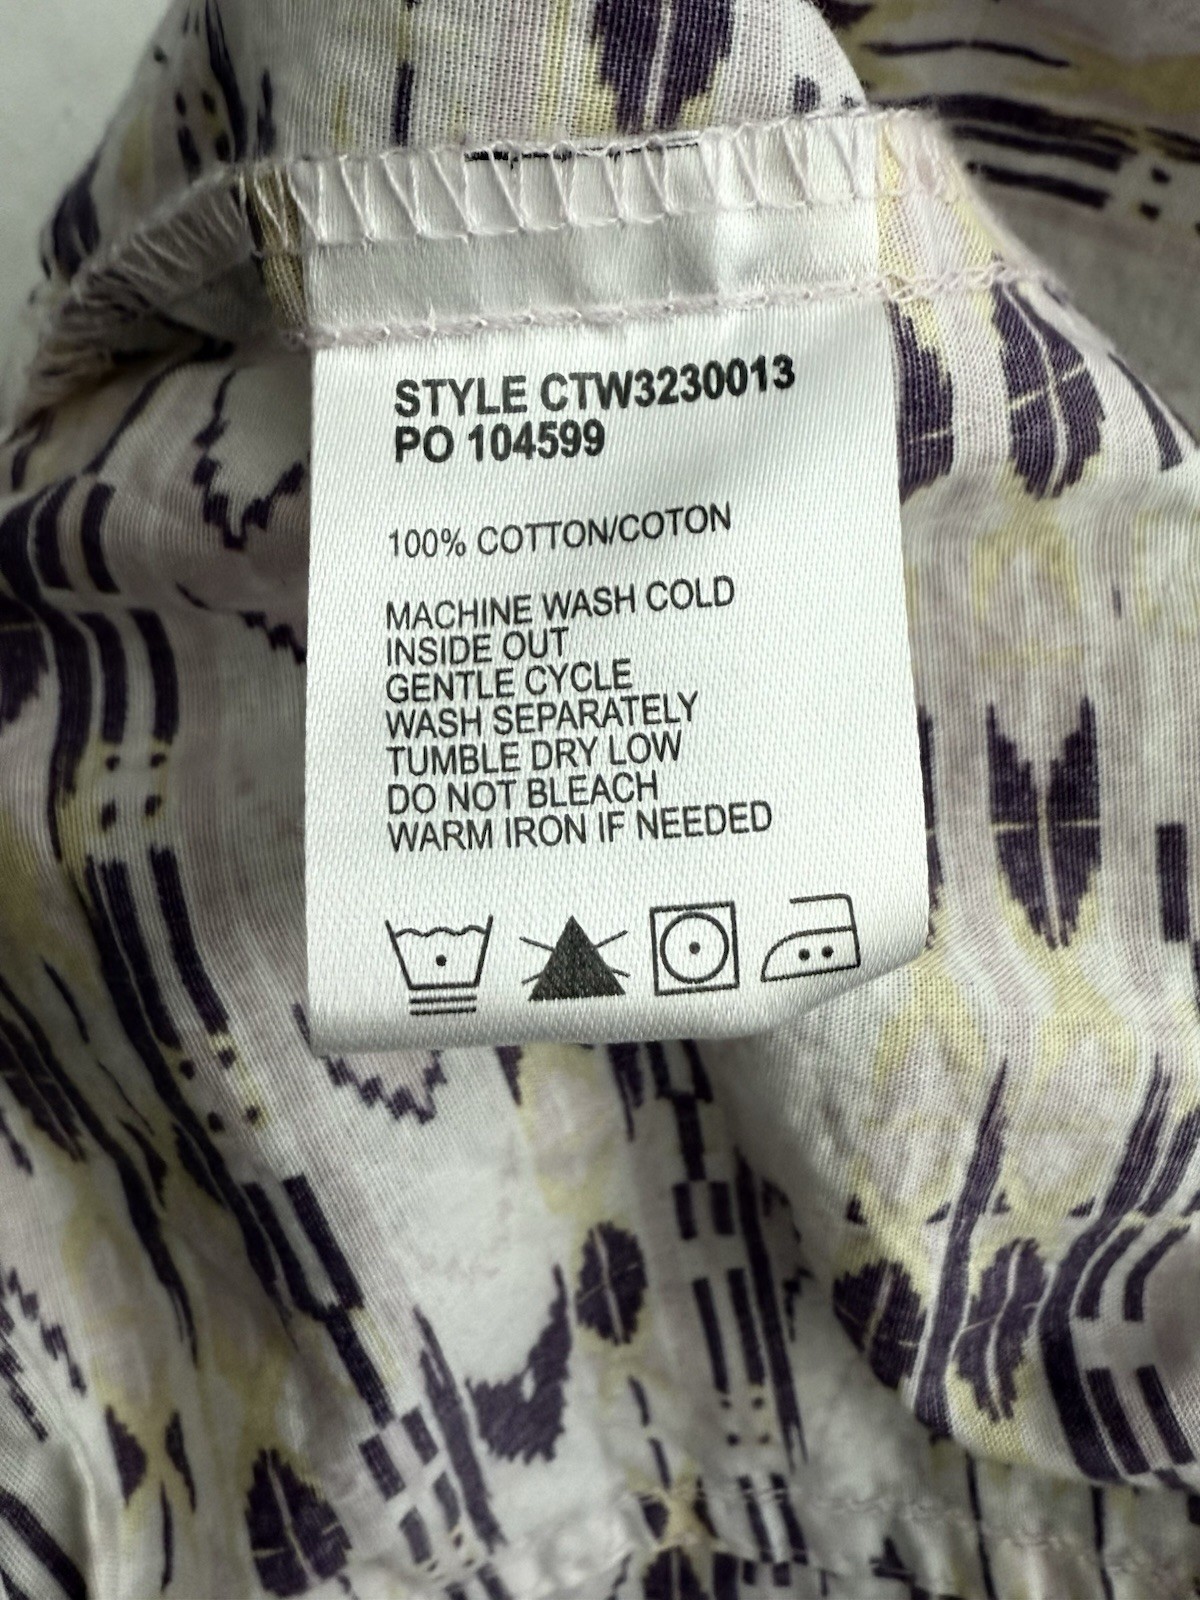 STYLE CTW3230013
PO 104599
100% COTTON/COTON
MACHINE WASH COLD
INSIDE OUT
GENTLE CYCLE
WASH SEPARATELY
TUMBLE DRY LOW
DO NOT BLEACH
WARM IRON IF NEEDED